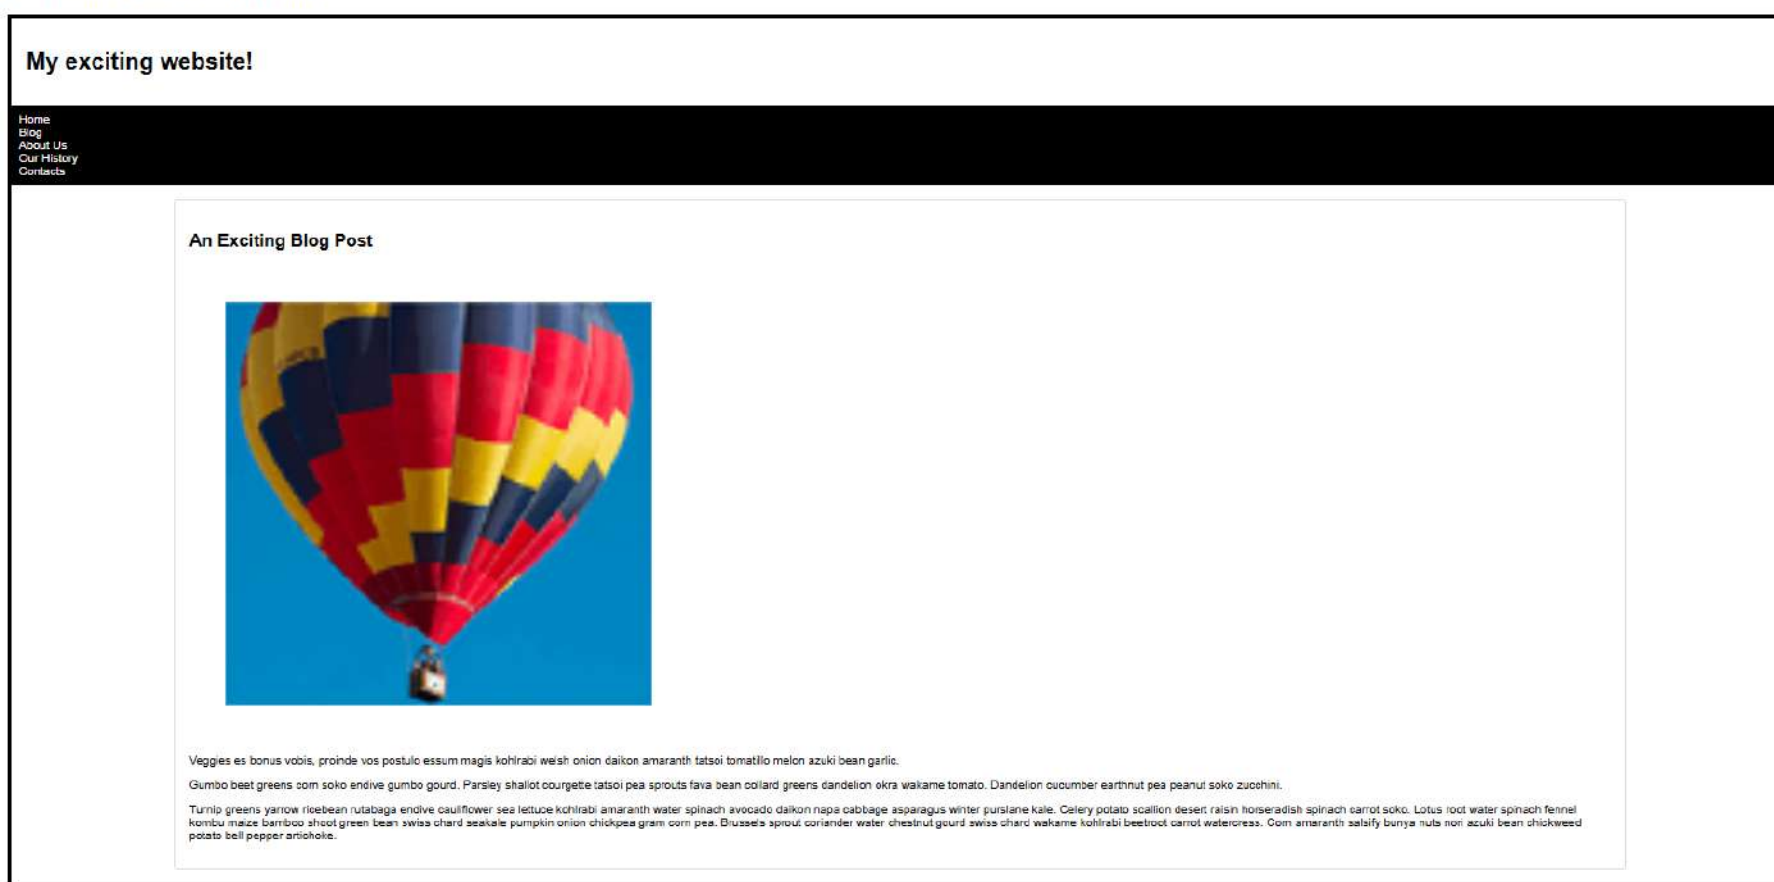 My exciting website!
Home
Blog
About Us
Our History
Contacts
An Exciting Blog Post
Veggies es bonus vobis, proinde vos postulo essum magis kohlrabi welsh onion daikon amaranth tatsoi tomatillo melon azuki bean garlic.
Gumbo beet greens corn soko endive gumbo gourd. Parsley shallot courgette tatsoi pea sprouts fava bean collard greens dandelion okra wakame tomato. Dandelion cucumber earthnut pea peanut soko zucchini.
Turnip greens yarrow ricebean rutabaga endive cauliflower sea lettuce kohlrabi amaranth water spinach avocado daikon napa cabbage asparagus winter purslane kale. Celery potato scallion desert raisin horseradish spinach carrot soko. Lotus root water spinach fennel
kombu maize bamboo shoot green bean swiss chard seakale pumpkin onion chickpea gram corn pea. Brussels sprout coriander water chestnut gourd swiss chard wakame kohlrabi beetroot carrot watercress. Corn amaranth salsify bunya nuts nori azuki bean chickweed
potato bell pepper artichoke.